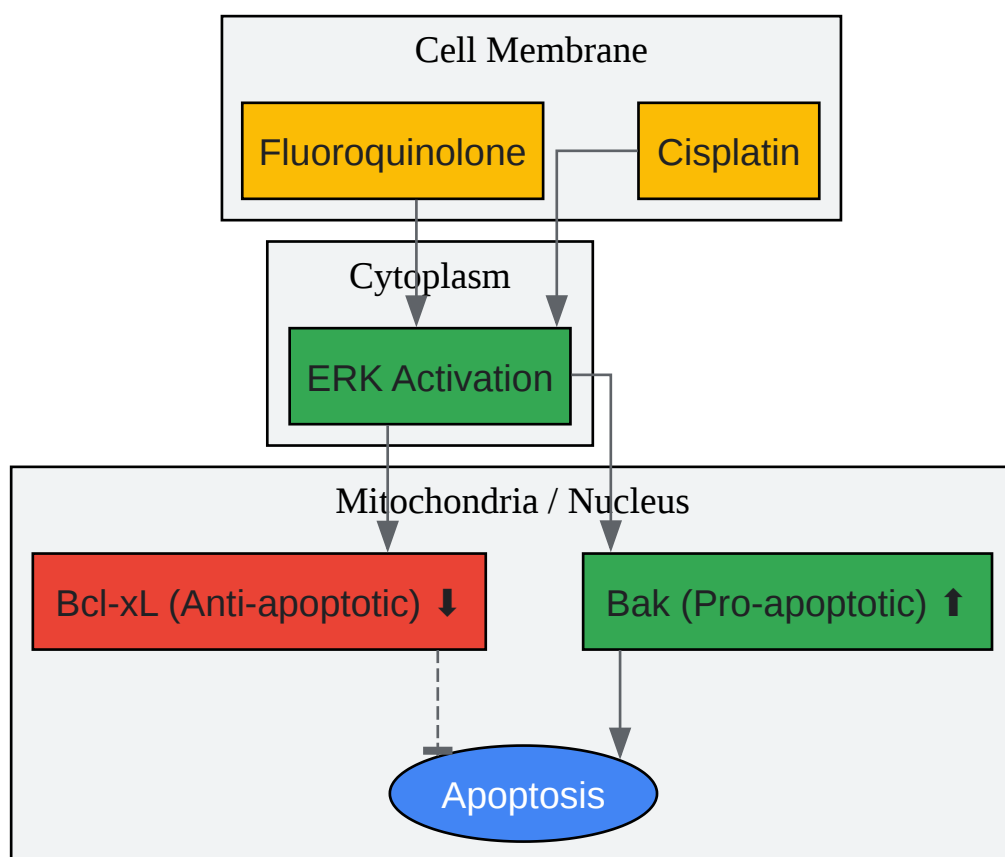 Cell Membrane
Fluoroquinolone
Cisplatin
Cytoplasm
ERK Activation
Mitochondria / Nucleus
Bcl-xL (Anti-apoptotic) ⬇
Bak (Pro-apoptotic) ⬆
Apoptosis